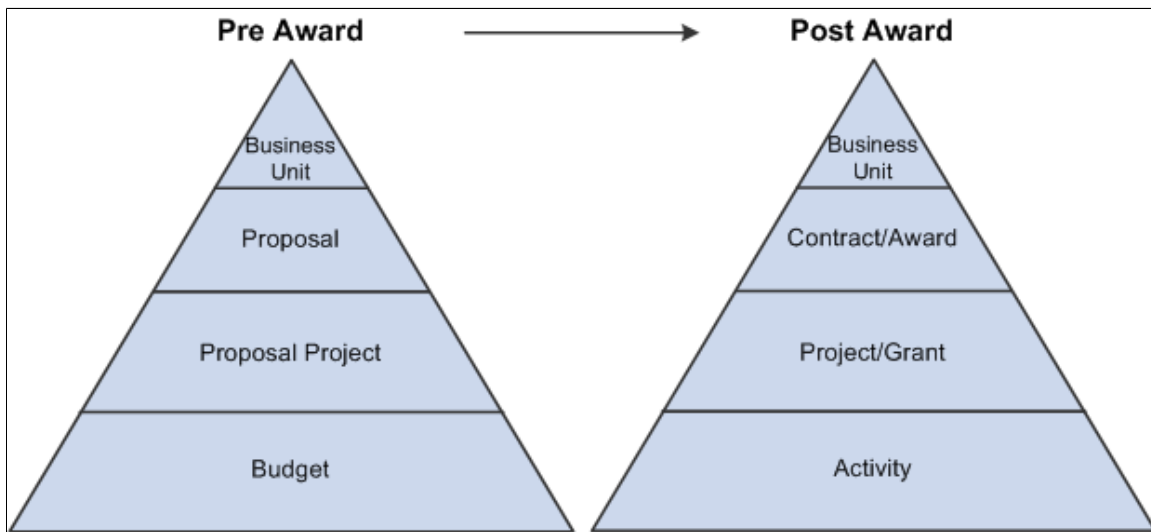 Pre Award
Post Award
Business
Unit
Proposal
Proposal Project
Budget
Business
Unit
Contract/Award
Project/Grant
Activity